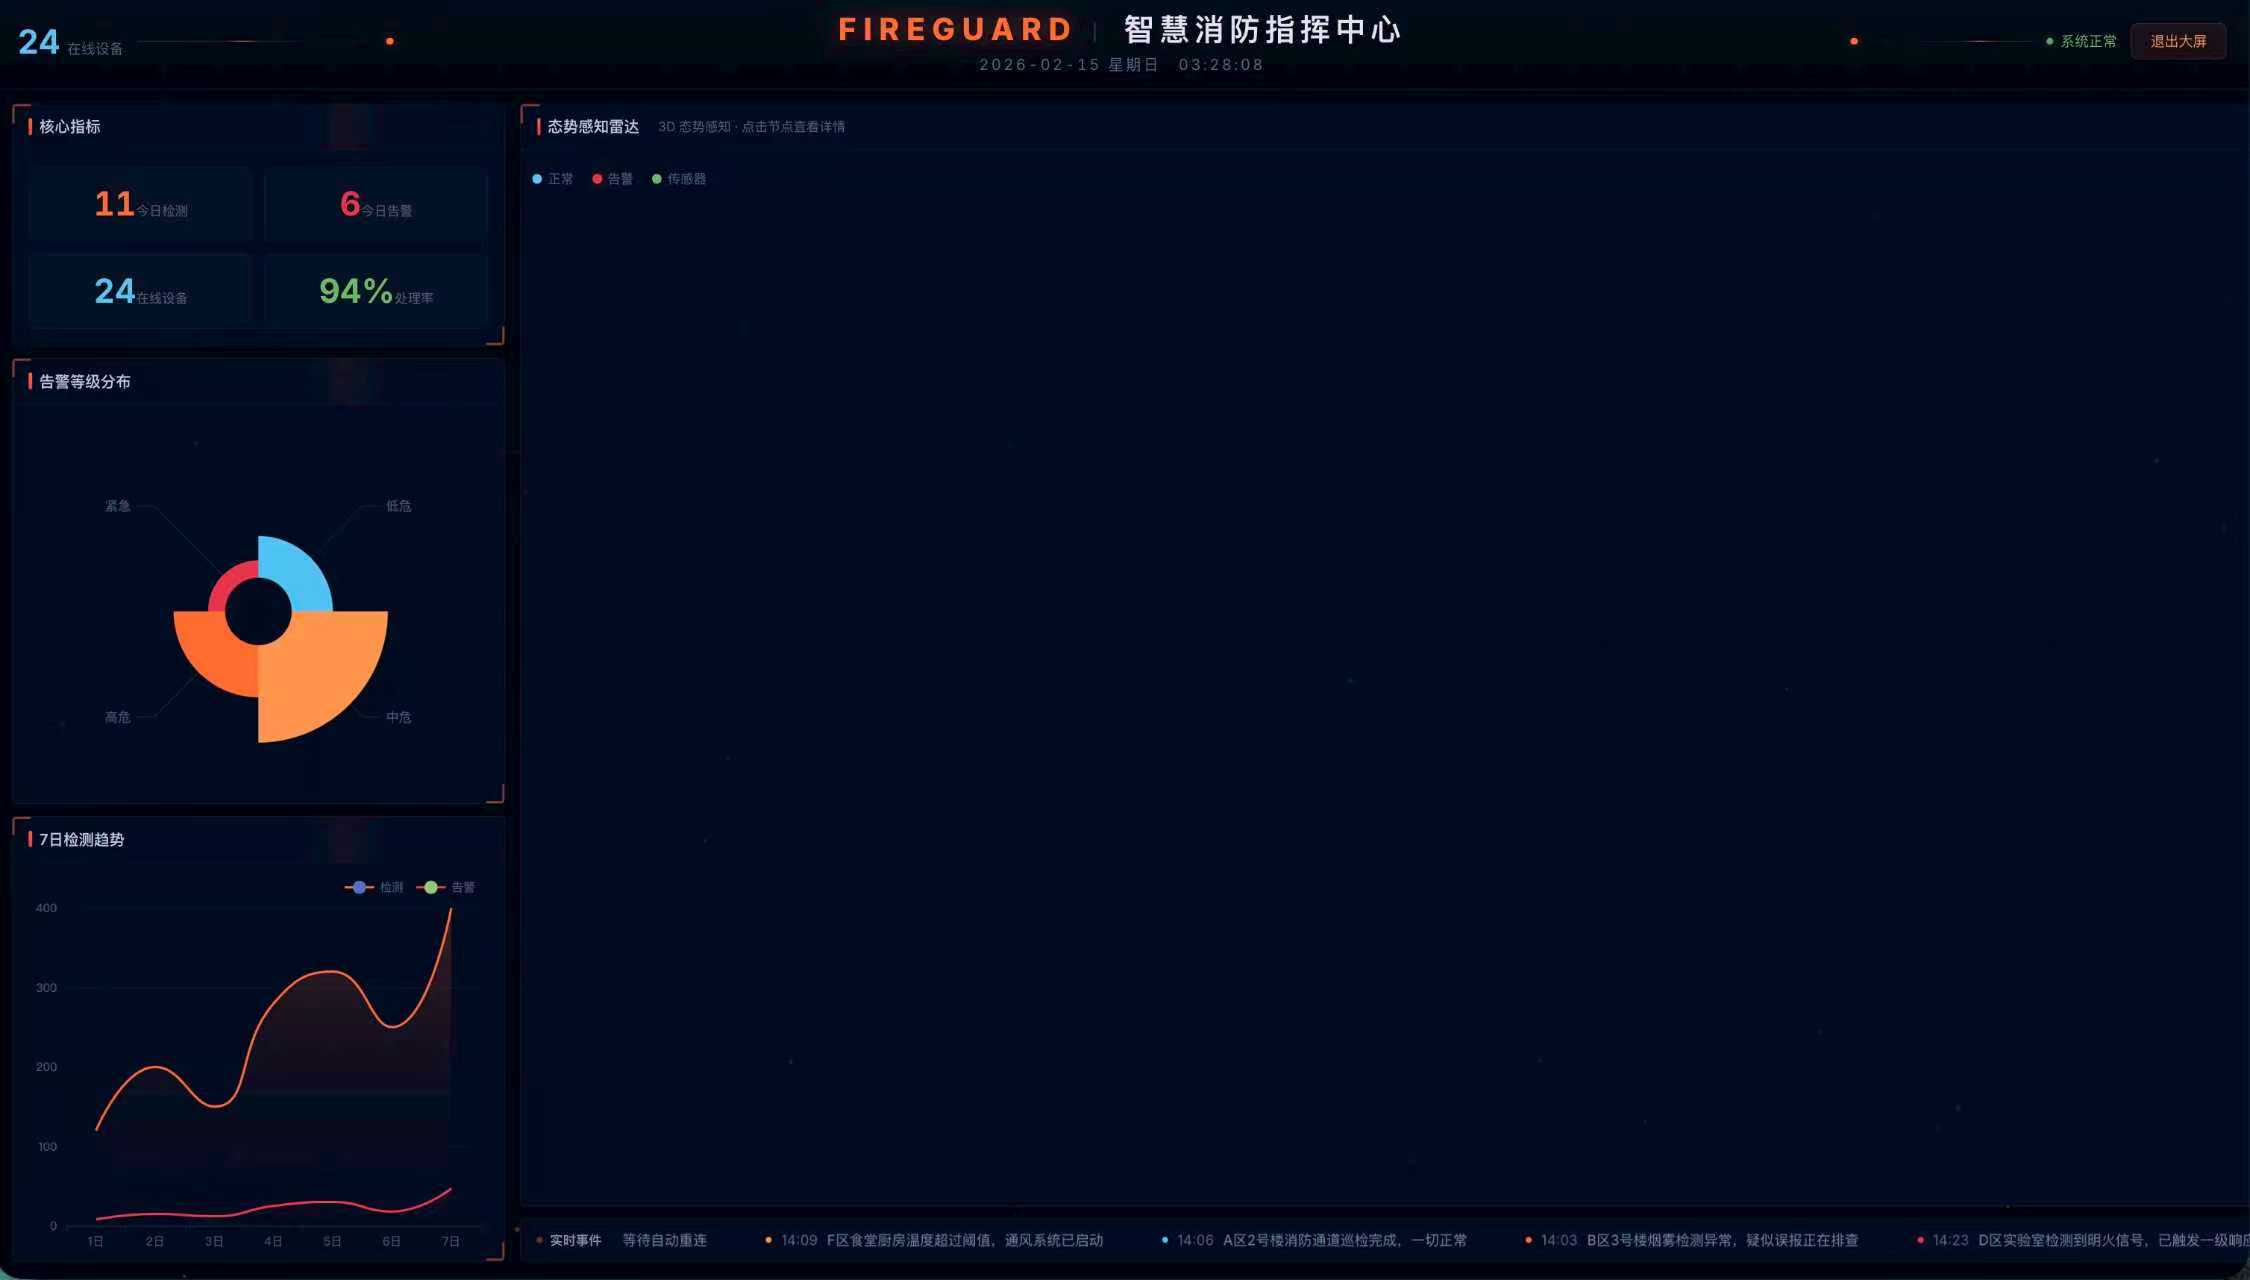 24 在线设备
FIREGUARD | 智慧消防指挥中心
2026-02-15 星期日 03:28:08
系统正常
退出大屏
核心指标
11 今日检测
6 今日告警
24 在线设备
94% 处理率
告警等级分布
紧急
低危
高危
中危
7日检测趋势
检测 告警
400
300
200
100
0
1日 2日 3日 4日 5日 6日 7日
态势感知雷达 3D 态势感知 · 点击节点查看详情
正常 告警 传感器
实时事件 等待自动重连 14:09 F区食堂厨房温度超过阈值，通风系统已启动 14:06 A区2号楼消防通道巡检完成，一切正常 14:03 B区3号楼烟雾检测异常，疑似误报正在排查 14:23 D区实验室检测到明火信号，已触发一级响应